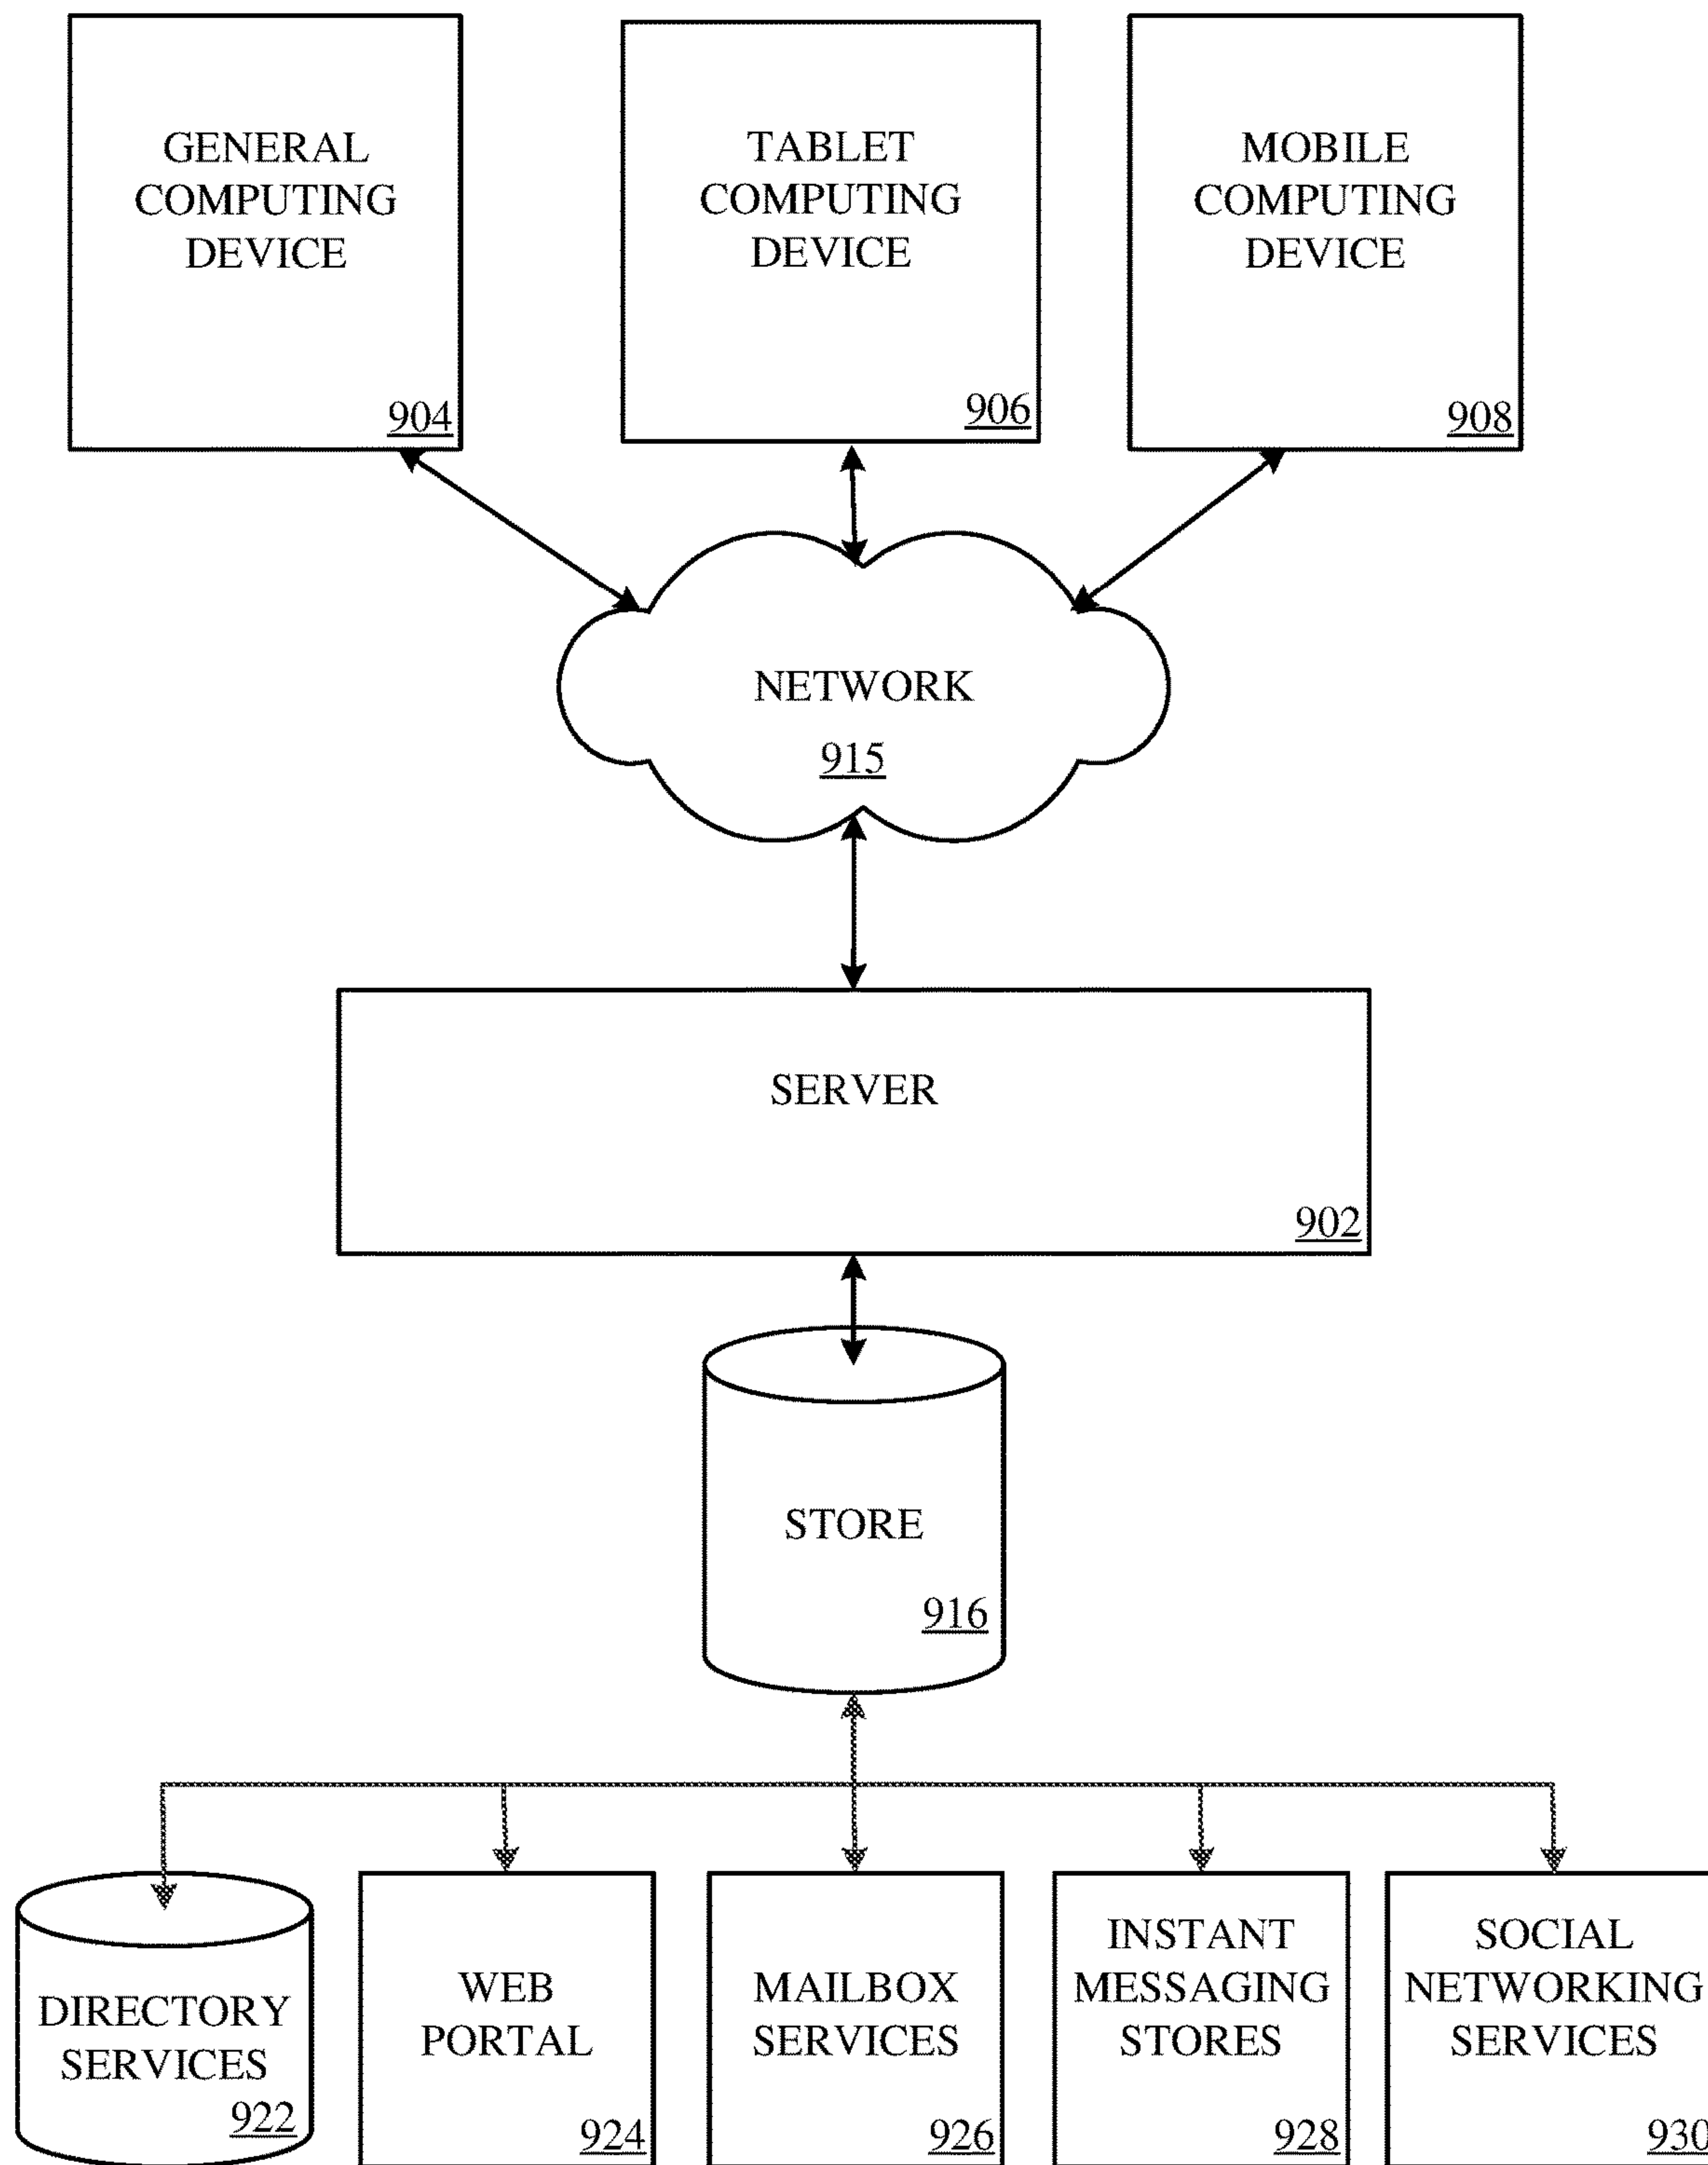 GENERAL
COMPUTING
DEVICE
904
TABLET
COMPUTING
DEVICE
906
MOBILE
COMPUTING
DEVICE
908
NETWORK
915
SERVER
902
STORE
916
DIRECTORY
SERVICES
922
WEB
PORTAL
924
MAILBOX
SERVICES
926
INSTANT
MESSAGING
STORES
928
SOCIAL
NETWORKING
SERVICES
930